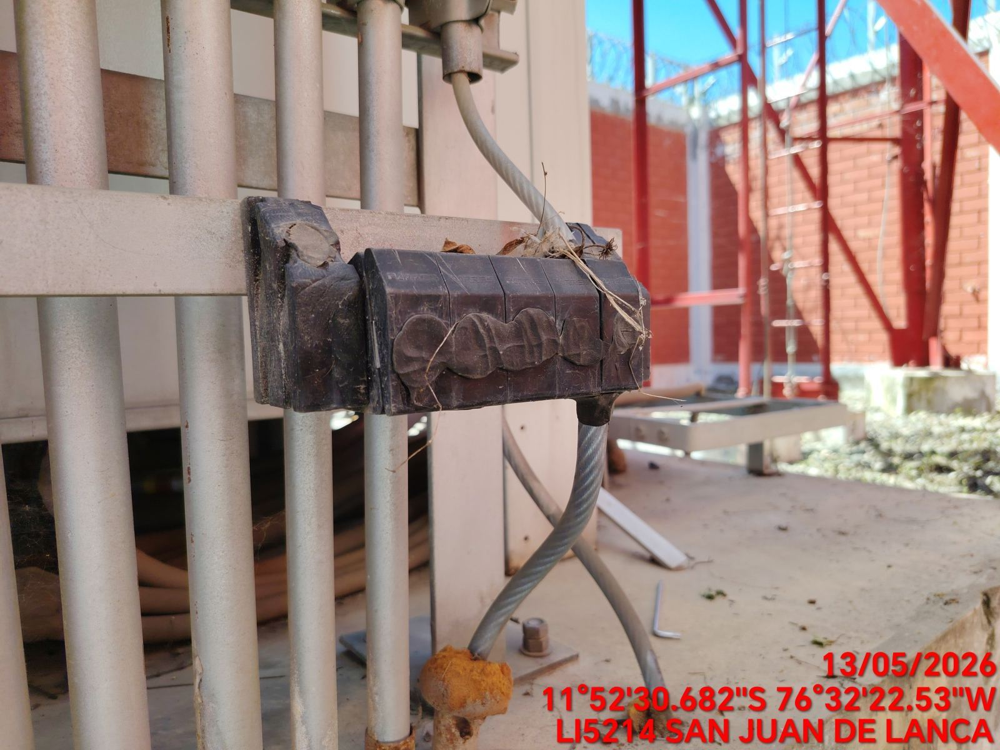 13/05/2026
11°52'30.682"S 76°32'22.53"W
LI5214 SAN JUAN DE LANCA